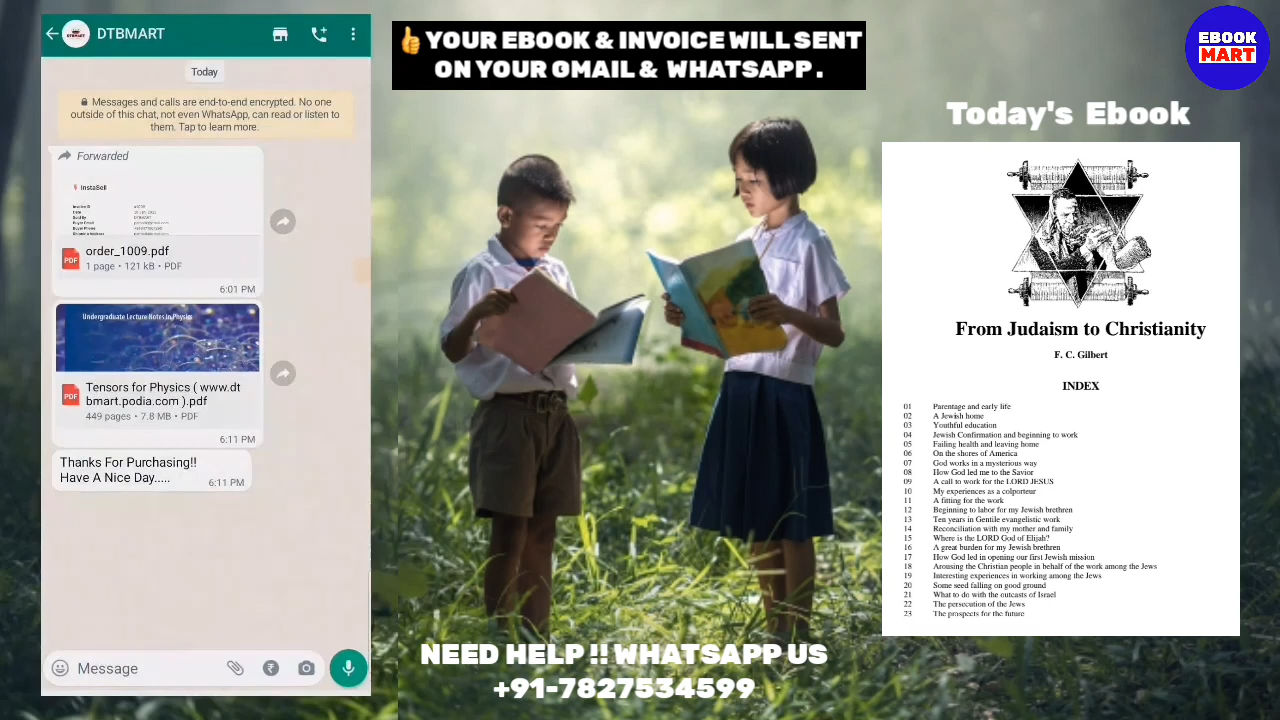 DTBMART
Today
Messages and calls are end-to-end encrypted. No one
outside of this chat, not even WhatsApp, can read or listen to
them. Tap to learn more.
Forwarded
InstaSell
order_1009.pdf
1 page • 121 kB • PDF
6:01 PM
Undergraduate Lecture Notes in Physics
Tensors for Physics ( www.dt
bmart.podia.com ).pdf
449 pages • 7.8 MB • PDF
6:11 PM
Thanks For Purchasing!!
Have A Nice Day.....
6:11 PM
Message
👍YOUR EBOOK & INVOICE WILL SENT
ON YOUR GMAIL & WHATSAPP .
NEED HELP !! WHATSAPP US
+91-7827534599
EBOOK
MART
Today's Ebook
From Judaism to Christianity
F. C. Gilbert
INDEX
01 Parentage and early life
02 A Jewish home
03 Youthful education
04 Jewish Confirmation and beginning to work
05 Failing health and leaving home
06 On the shores of America
07 God works in a mysterious way
08 How God led me to the Savior
09 A call to work for the LORD JESUS
10 My experiences as a colporteur
11 A fitting for the work
12 Beginning to labor for my Jewish brethren
13 Ten years in Gentile evangelistic work
14 Reconciliation with my mother and family
15 Where is the LORD God of Elijah?
16 A great burden for my Jewish brethren
17 How God led in opening our first Jewish mission
18 Arousing the Christian people in behalf of the work among the Jews
19 Interesting experiences in working among the Jews
20 Some seed falling on good ground
21 What to do with the outcasts of Israel
22 The persecution of the Jews
23 The prospects for the future